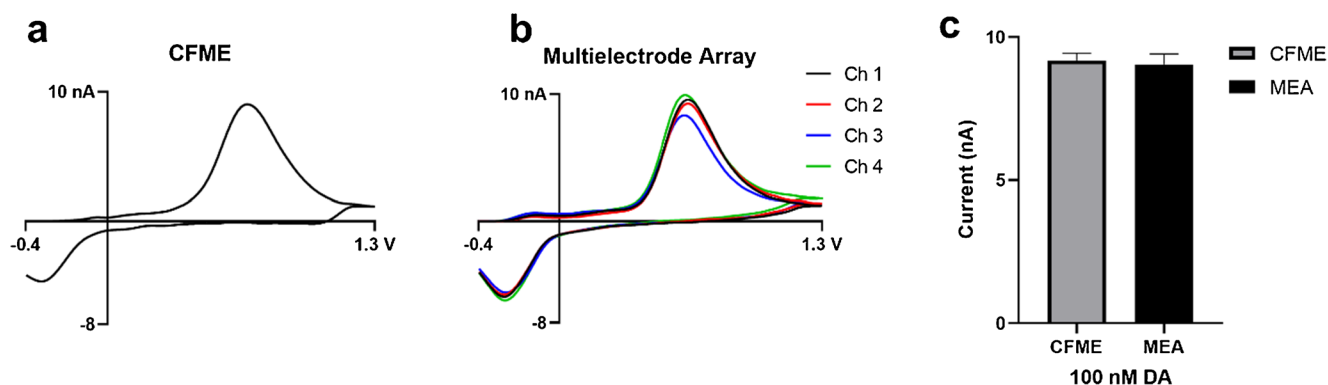 a
CFME
10 nA
-0.4
1.3 V
-8
b
Multielectrode Array
10 nA
-0.4
1.3 V
-8
Ch 1
Ch 2
Ch 3
Ch 4
c
10
5
0
Current (nA)
CFME
MEA
100 nM DA
CFME
MEA